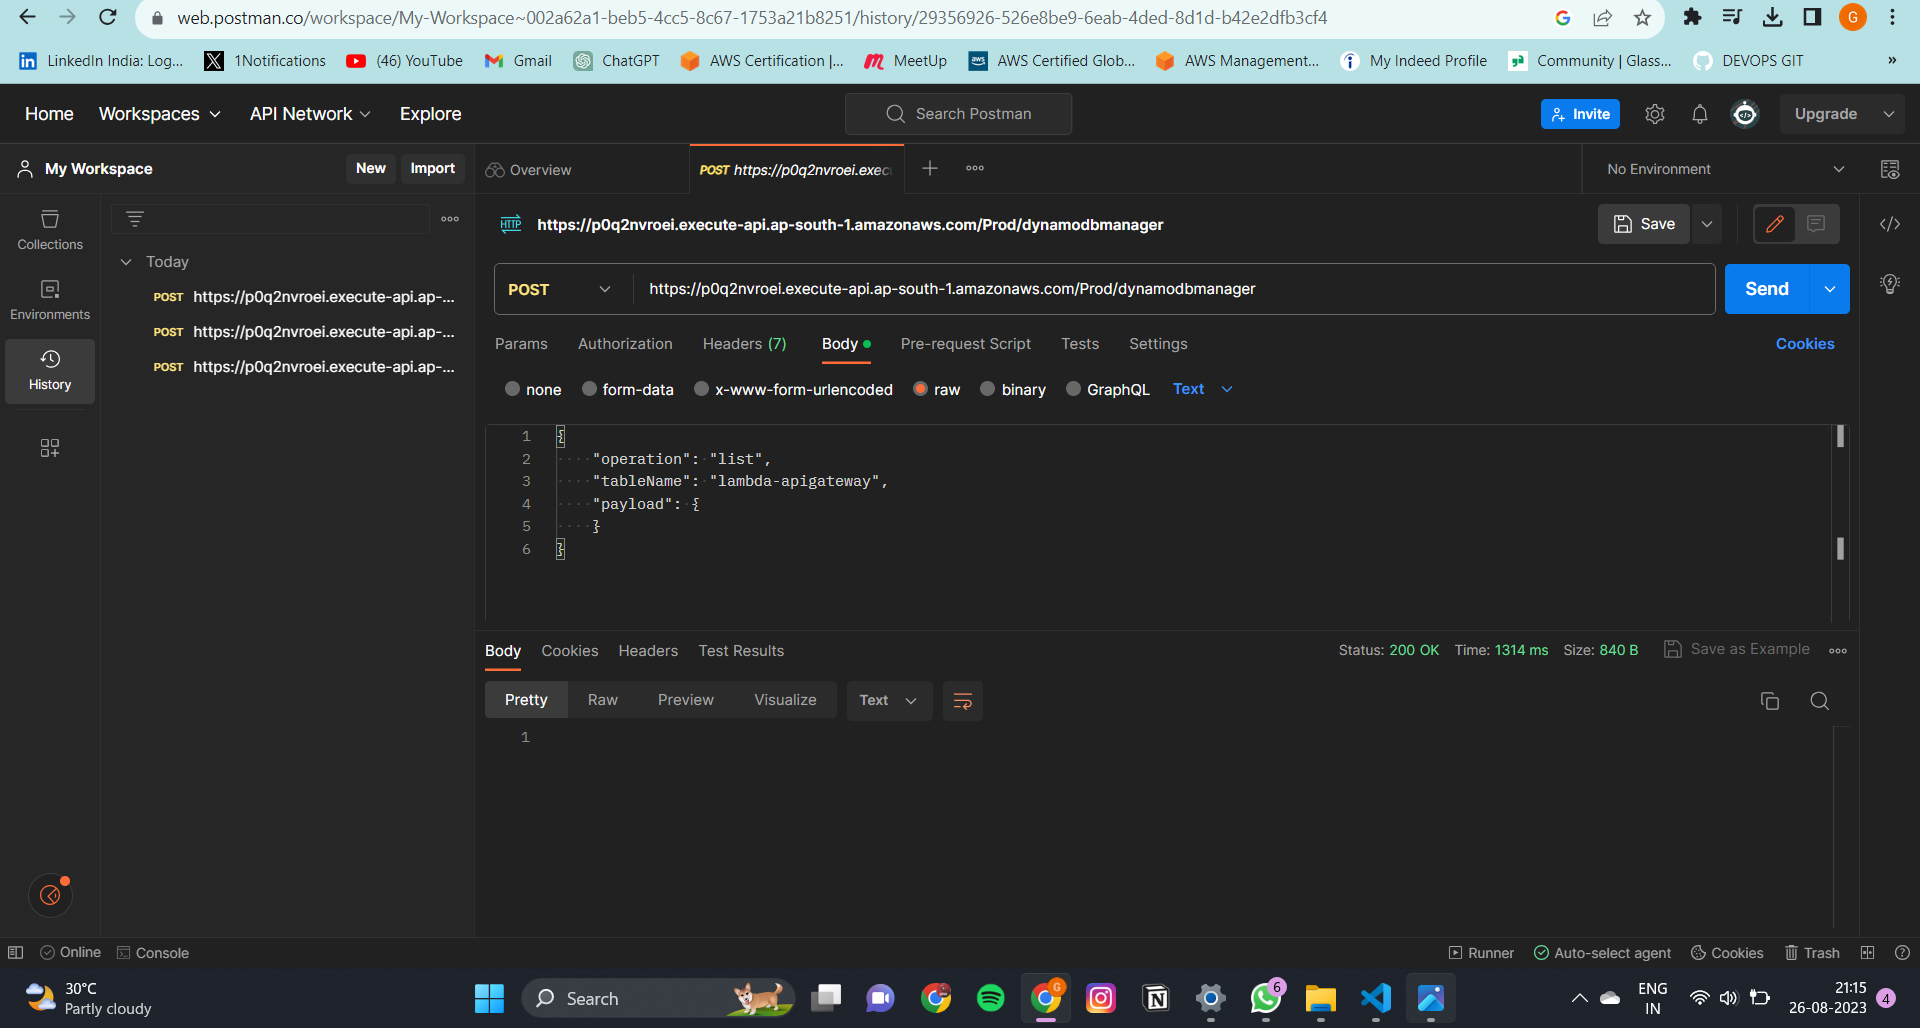 web.postman.co/workspace/My-Workspace~002a62a1-beb5-4cc5-8c67-1753a21b8251/history/29356926-526e8be9-6eab-4ded-8d1d-b42e2dfb3cf4
G
LinkedIn India: Log... 1Notifications (46) YouTube Gmail ChatGPT AWS Certification |... MeetUp AWS Certified Glob... AWS Management... My Indeed Profile Community | Glass... DEVOPS GIT »
Home Workspaces API Network Explore Search Postman Invite Upgrade
My Workspace New Import Overview POST https://p0q2nvroei.exec No Environment
Collections
Environments
History
Today
POST https://p0q2nvroei.execute-api.ap-...
POST https://p0q2nvroei.execute-api.ap-...
POST https://p0q2nvroei.execute-api.ap-...
HTTP https://p0q2nvroei.execute-api.ap-south-1.amazonaws.com/Prod/dynamodbmanager Save
POST https://p0q2nvroei.execute-api.ap-south-1.amazonaws.com/Prod/dynamodbmanager Send
Params Authorization Headers (7) Body Pre-request Script Tests Settings Cookies
none form-data x-www-form-urlencoded raw binary GraphQL Text
1 {
2 "operation": "list",
3 "tableName": "lambda-apigateway",
4 "payload": {
5 }
6 }
Body Cookies Headers Test Results Status: 200 OK Time: 1314 ms Size: 840 B Save as Example
Pretty Raw Preview Visualize Text
1
Online Console Runner Auto-select agent Cookies Trash
30°C
Partly cloudy
Search
G
6
ENG
IN
21:15
26-08-2023
4